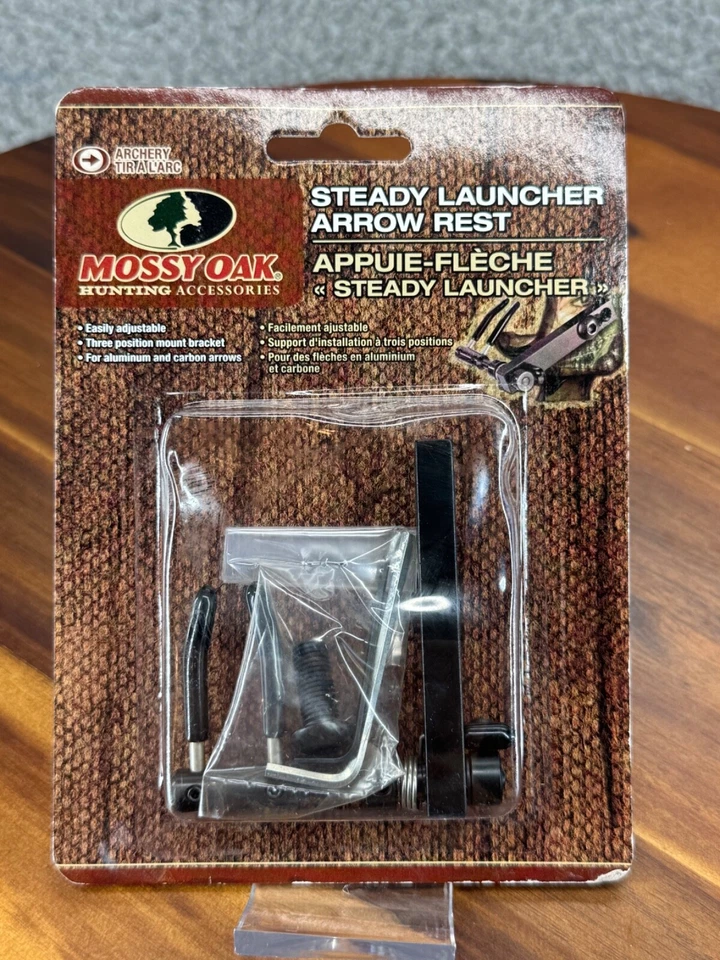 ARCHERY
TIR A L'ARC
MOSSY OAK®
HUNTING ACCESSORIES
STEADY LAUNCHER
ARROW REST
APPUIE-FLÈCHE
« STEADY LAUNCHER »
• Easily adjustable
• Three position mount bracket
• For aluminum and carbon arrows
• Facilement ajustable
• Support d'installation à trois positions
• Pour des flèches en aluminium
et carbone